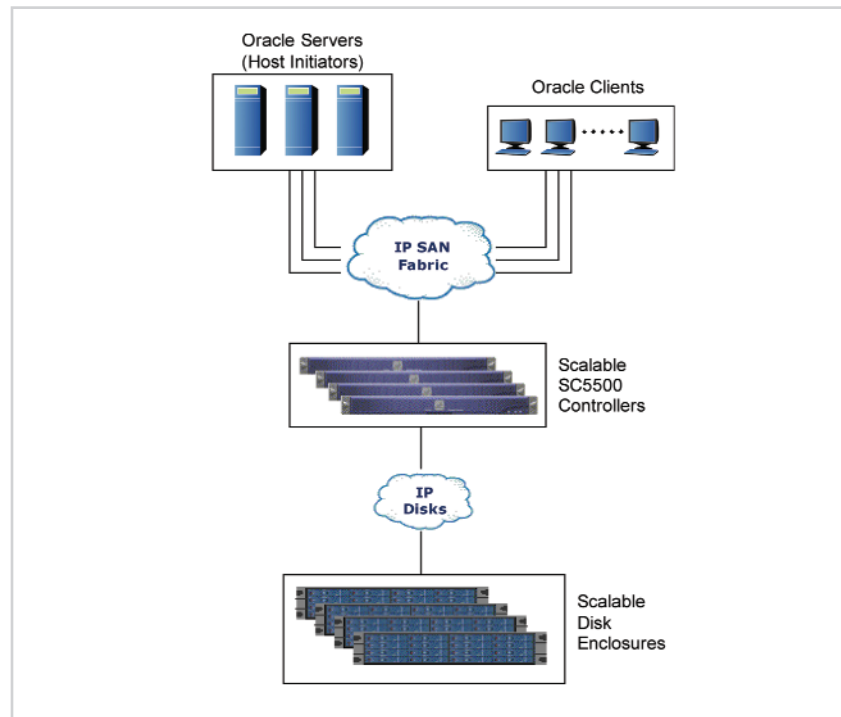 Oracle Servers
(Host Initiators)
Oracle Clients
IP SAN
Fabric
Scalable
SC5500
Controllers
IP
Disks
Scalable
Disk
Enclosures